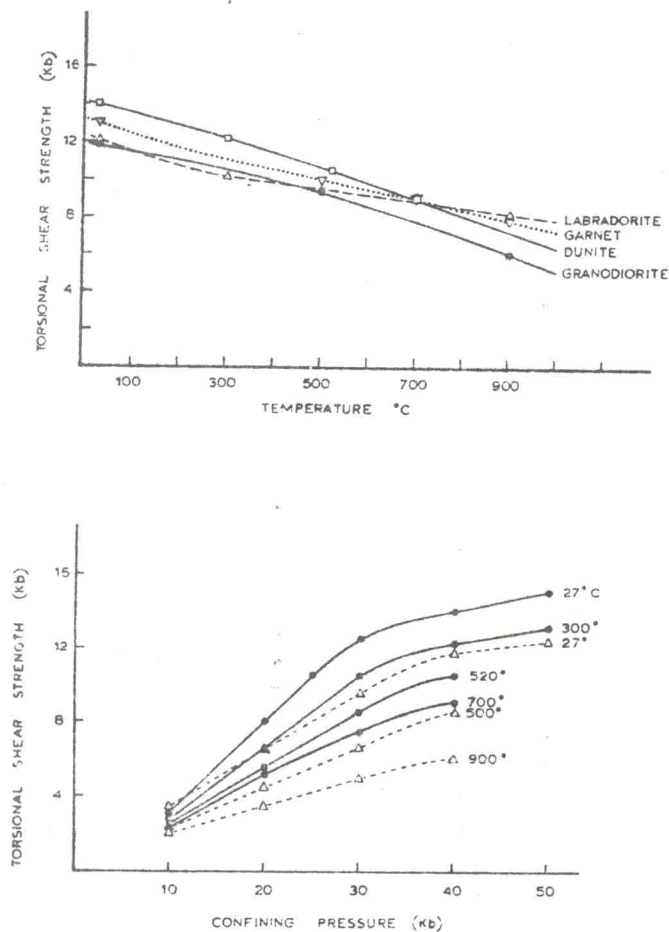 TORSIONAL SHEAR STRENGTH (Kb)
16
12
8
4
LABRADORITE
GARNET
DUNITE
GRANODIORITE
100 300 500 700 900
TEMPERATURE °C
TORSIONAL SHEAR STRENGTH (Kb)
15
12
8
4
27°C
300°
27°
520°
700°
500°
900°
10 20 30 40 50
CONFINING PRESSURE (Kb)